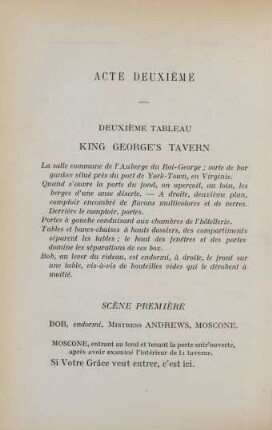 ACTE DEUXIÈME
DEUXIÈME TABLEAU
KING GEORGE'S TAVERN
La salle commune de l'Auberge du Roi-George ; sorte de bar
gardée situé près du port de York-Town, en Virginie.
Quand s'ouvre la porte du fond, on aperçoit, au loin, les
berges d'une anse déserte. — A droite, deuxième plan,
comptoir encombré de flacons multicolores et de verres.
Derrière le comptoir, portes.
Portes à gauche conduisant aux chambres de l'hôtellerie.
Tables et bancs-chaises à hauts dossiers, des compartiments
séparent les tables ; le haut des fenêtres et des portes
domine les séparations de ces box.
Bob, au lever du rideau, est endormi, à droite, le front sur
une table, vis-à-vis de bouteilles vides qui le dérobent à
moitié.
SCÈNE PREMIÈRE
BOB, endormi, Mistress ANDREWS, MOSCONE.
MOSCONE, entrant au fond et tenant la porte entr'ouverte,
après avoir examiné l'intérieur de la taverne.
Si Votre Grâce veut entrer, c'est ici.